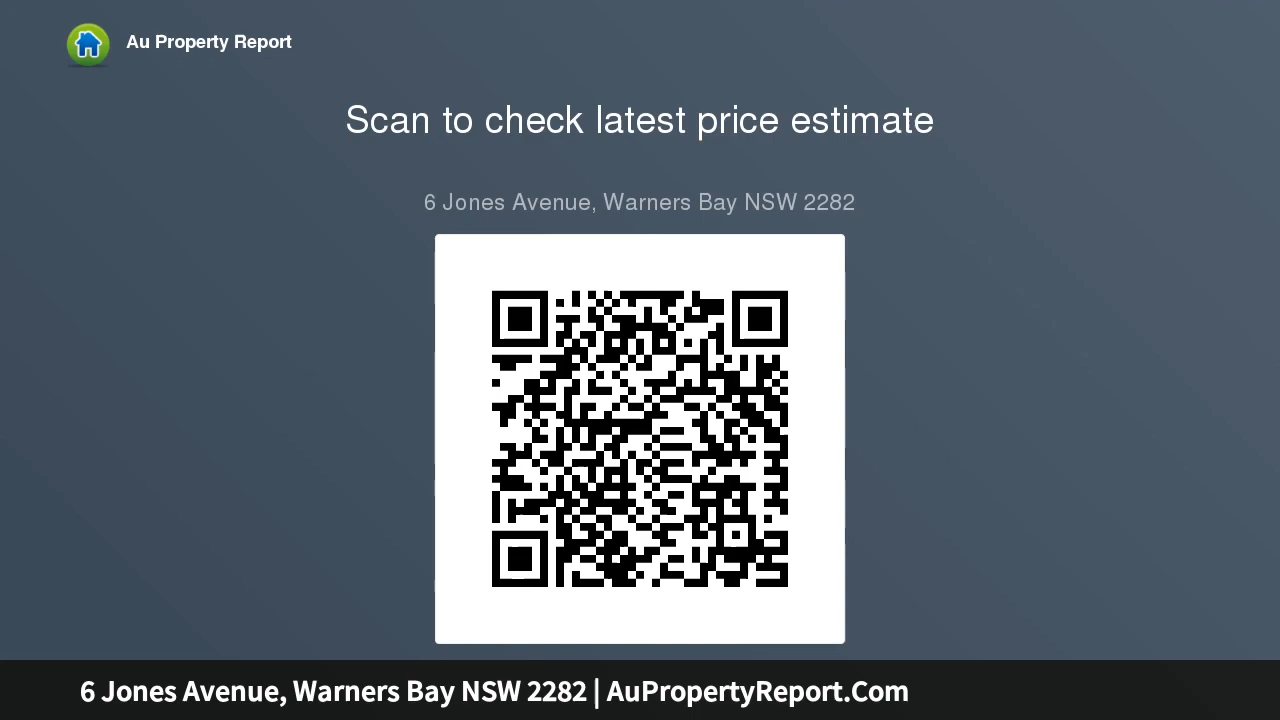 Au Property Report
Scan to check latest price estimate
6 Jones Avenue, Warners Bay NSW 2282
6 Jones Avenue, Warners Bay NSW 2282 | AuPropertyReport.Com